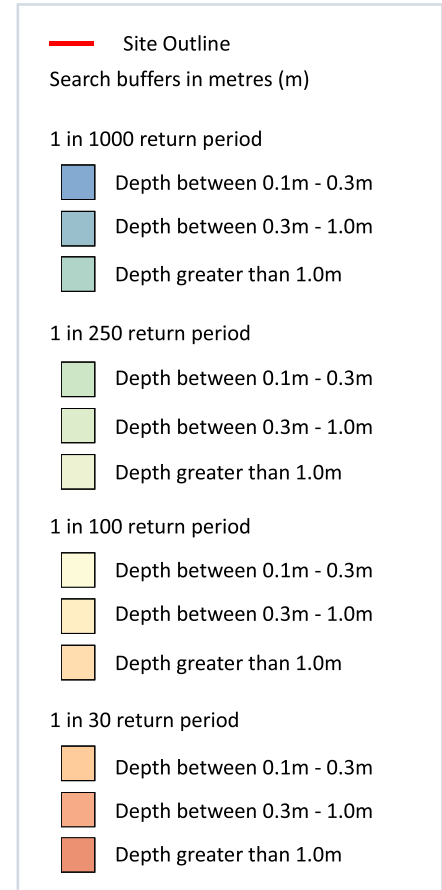 Site Outline
Search buffers in metres (m)
1 in 1000 return period
Depth between 0.1m - 0.3m
Depth between 0.3m - 1.0m
Depth greater than 1.0m
1 in 250 return period
Depth between 0.1m - 0.3m
Depth between 0.3m - 1.0m
Depth greater than 1.0m
1 in 100 return period
Depth between 0.1m - 0.3m
Depth between 0.3m - 1.0m
Depth greater than 1.0m
1 in 30 return period
Depth between 0.1m - 0.3m
Depth between 0.3m - 1.0m
Depth greater than 1.0m